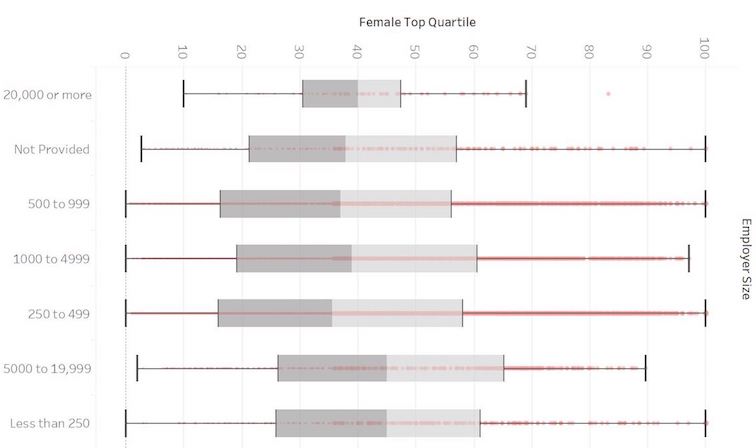 Female Top Quartile
0 10 20 30 40 50 60 70 80 90 100
20,000 or more
Not Provided
500 to 999
1000 to 4999
250 to 499
5000 to 19,999
Less than 250
Employer Size